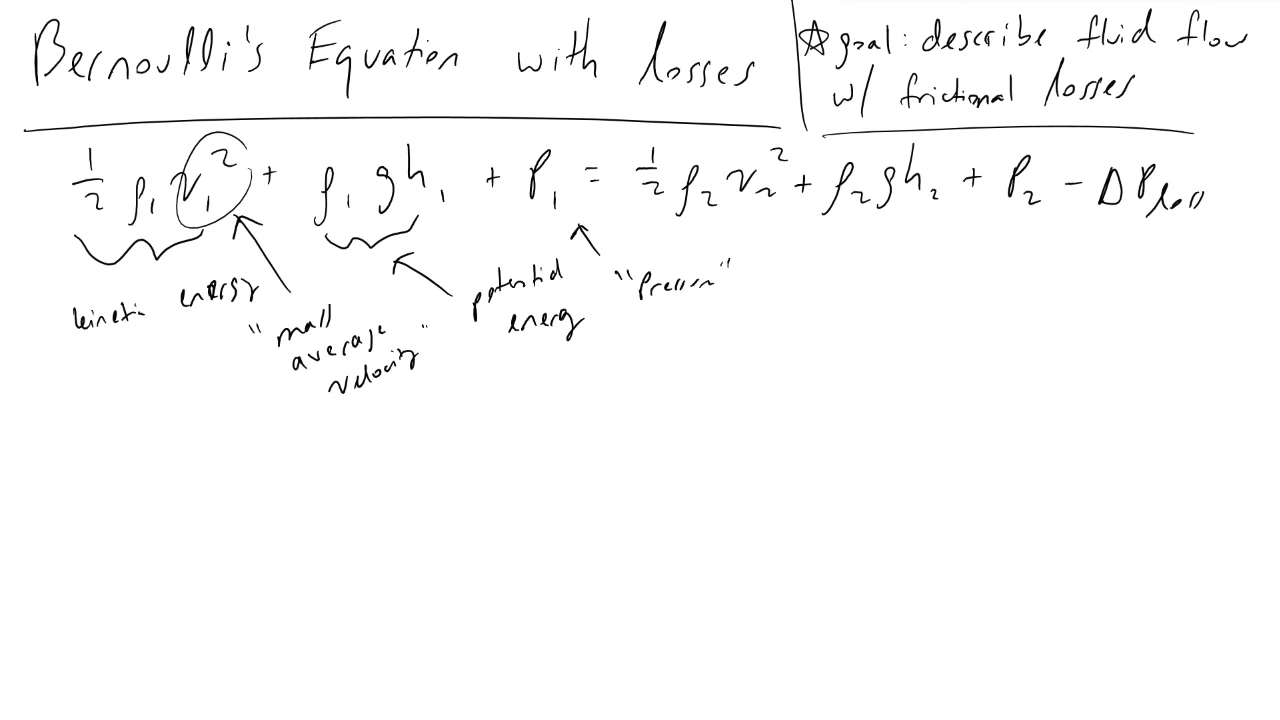 Bernoulli's Equation with losses
☆ goal: describe fluid flow
w/ frictional losses
1/2 ρ₁ v₁² + ρ₁ g h₁ + P₁ = 1/2 ρ₂ v₂² + ρ₂ g h₂ + P₂ - ΔP_loss
kinetic energy
"mass
average
velocity"
potential
energy
"Pressure"